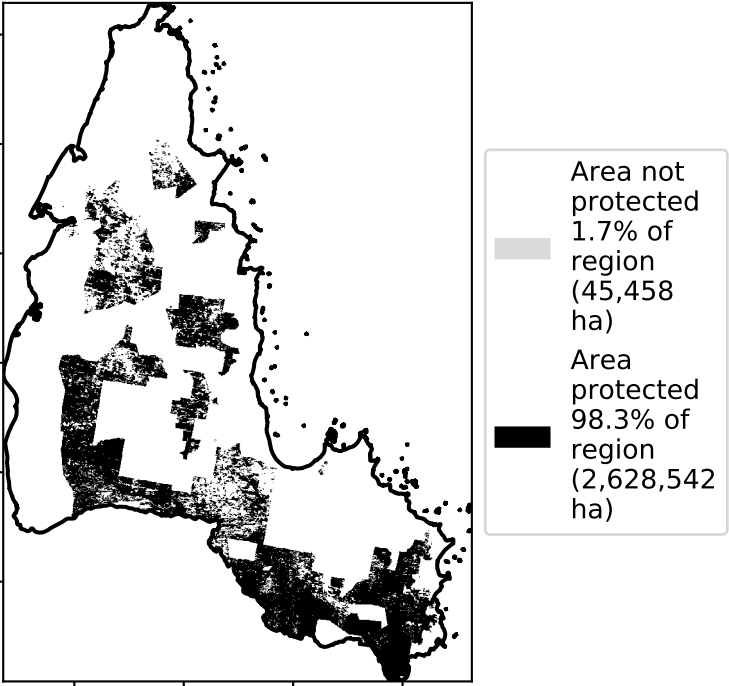 Area not
protected
1.7% of
region
(45,458
ha)
Area
protected
98.3% of
region
(2,628,542
ha)